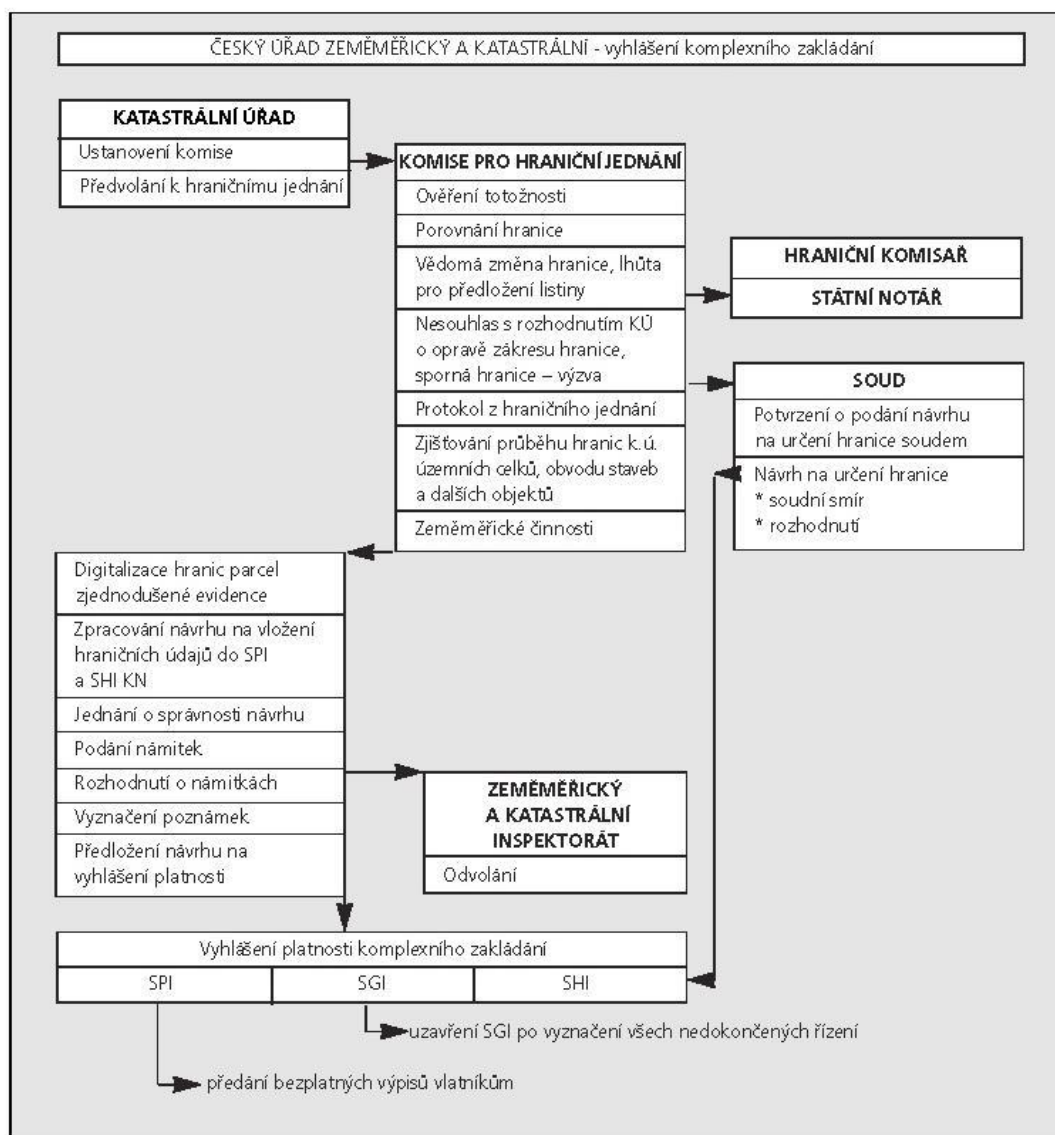 ČESKÝ ÚŘAD ZEMĚMĚŘICKÝ A KATASTRÁLNÍ - vyhlášení komplexního zakládání
KATASTRÁLNÍ ÚŘAD
Ustanovení komise
Předvolání k hraničnímu jednání
KOMISE PRO HRANIČNÍ JEDNÁNÍ
Ověření totožnosti
Porovnání hranice
Vědomá změna hranice, lhůta
pro předložení listiny
Nesouhlas s rozhodnutím KÚ
o opravě zákresu hranice,
sporná hranice – výzva
Protokol z hraničního jednání
Zjišťování průběhu hranic k.ú.
územních celků, obvodu staveb
a dalších objektů
Zeměměřické činnosti
HRANIČNÍ KOMISAŘ
STÁTNÍ NOTÁŘ
SOUD
Potvrzení o podání návrhu
na určení hranice soudem
Návrh na určení hranice
* soudní smír
* rozhodnutí
Digitalizace hranic parcel
zjednodušené evidence
Zpracování návrhu na vložení
hraničních údajů do SPI
a SHI KN
Jednání o správnosti návrhu
Podání námitek
Rozhodnutí o námitkách
Vyznačení poznámek
Předložení návrhu na
vyhlášení platnosti
ZEMĚMĚŘICKÝ
A KATASTRÁLNÍ
INSPEKTORÁT
Odvolání
Vyhlášení platnosti komplexního zakládání
SPI SGI SHI
uzavření SGI po vyznačení všech nedokončených řízení
předání bezplatných výpisů vlatníkům